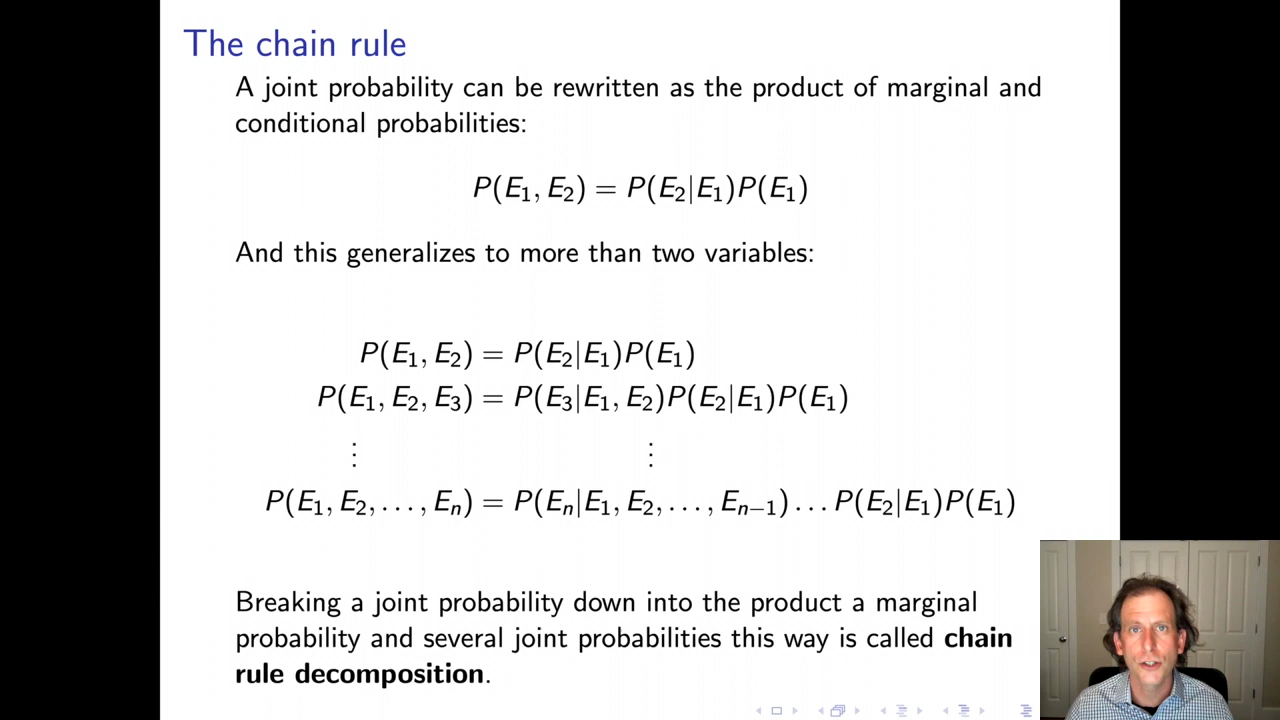 The chain rule
A joint probability can be rewritten as the product of marginal and
conditional probabilities:
P(E₁, E₂) = P(E₂|E₁)P(E₁)
And this generalizes to more than two variables:
P(E₁, E₂) = P(E₂|E₁)P(E₁)
P(E₁, E₂, E₃) = P(E₃|E₁, E₂)P(E₂|E₁)P(E₁)
⋮ ⋮
P(E₁, E₂, . . . , Eₙ) = P(Eₙ|E₁, E₂, . . . , Eₙ₋₁) . . . P(E₂|E₁)P(E₁)
Breaking a joint probability down into the product a marginal
probability and several joint probabilities this way is called chain
rule decomposition.